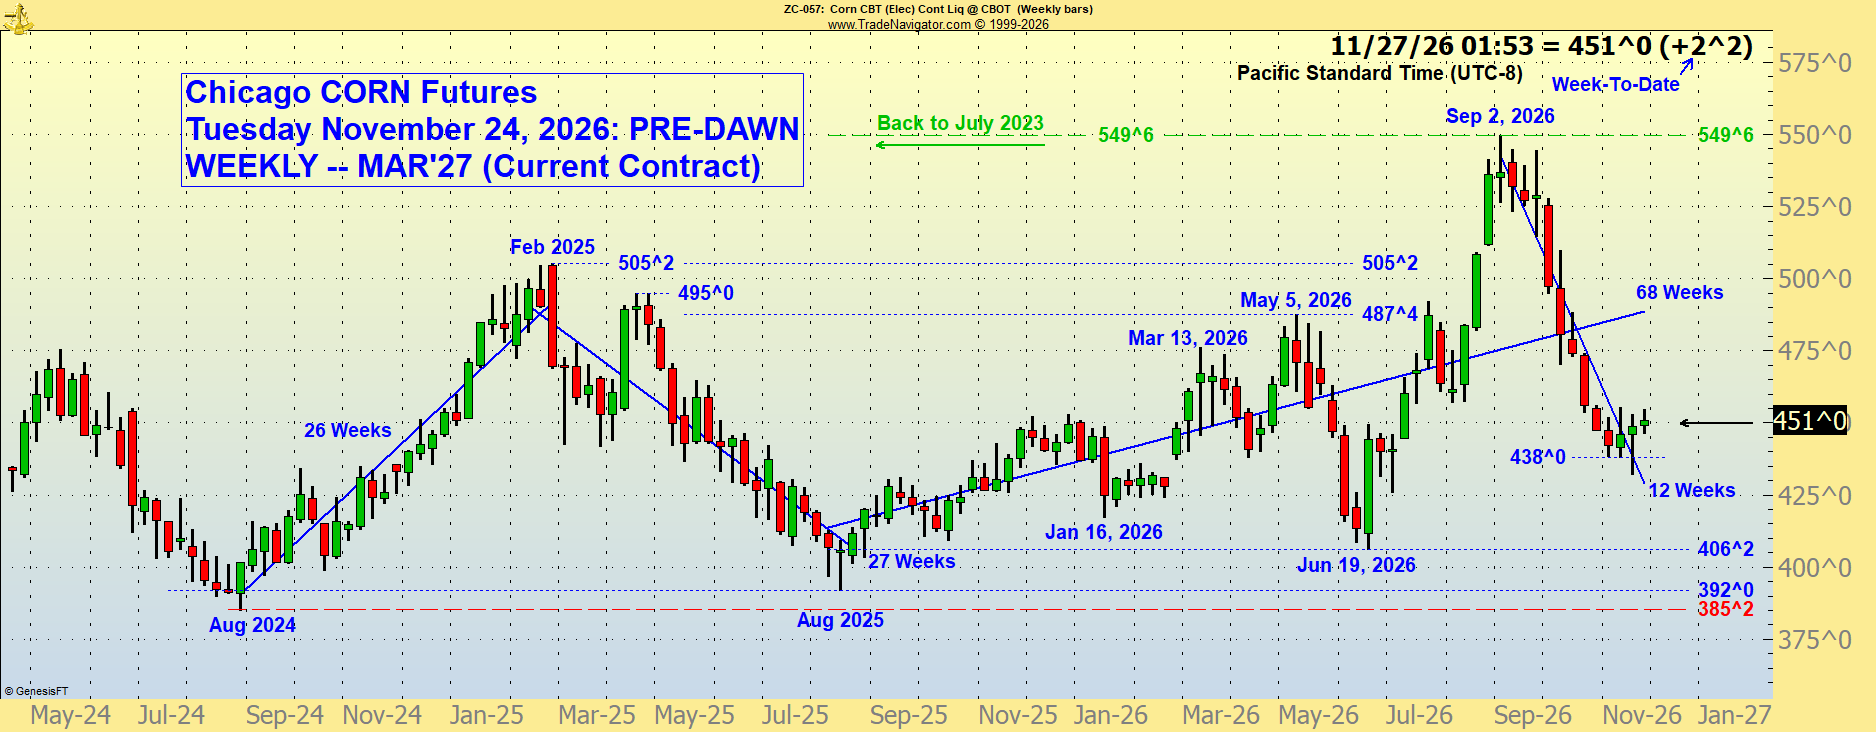 ZC-057: Corn CBT (Elec) Cont Liq @ CBOT (Weekly bars)
www.TradeNavigator.com © 1999-2026
11/27/26 01:53 = 451^0 (+2^2)
Pacific Standard Time (UTC-8)
Week-To-Date
Chicago CORN Futures
Tuesday November 24, 2026: PRE-DAWN
WEEKLY -- MAR'27 (Current Contract)
Back to July 2023
549^6
Sep 2, 2026
549^6
Feb 2025
505^2
505^2
495^0
May 5, 2026
487^4
Mar 13, 2026
68 Weeks
26 Weeks
438^0
12 Weeks
Jan 16, 2026
27 Weeks
Jun 19, 2026
406^2
392^0
385^2
Aug 2024
Aug 2025
575^0
550^0
525^0
500^0
475^0
451^0
425^0
400^0
375^0
© GenesisFT
May-24 Jul-24 Sep-24 Nov-24 Jan-25 Mar-25 May-25 Jul-25 Sep-25 Nov-25 Jan-26 Mar-26 May-26 Jul-26 Sep-26 Nov-26 Jan-27